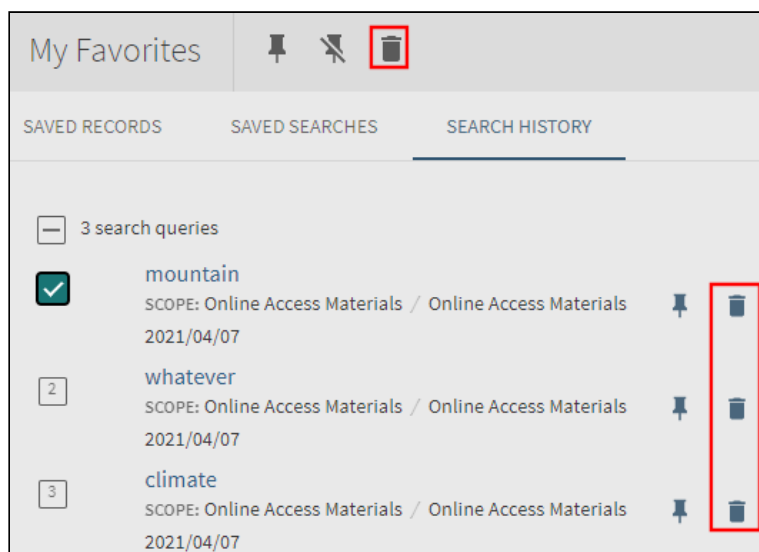 My Favorites
SAVED RECORDS SAVED SEARCHES SEARCH HISTORY
3 search queries
mountain
SCOPE: Online Access Materials / Online Access Materials
2021/04/07
2 whatever
SCOPE: Online Access Materials / Online Access Materials
2021/04/07
3 climate
SCOPE: Online Access Materials / Online Access Materials
2021/04/07